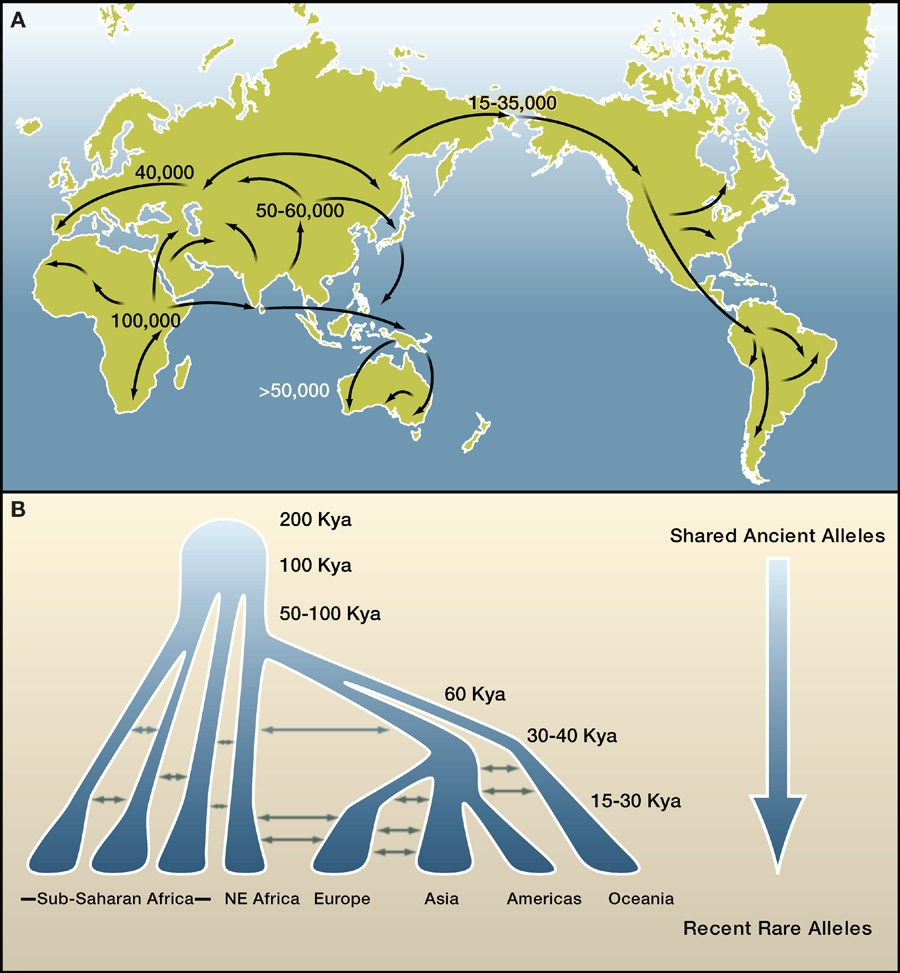 A
15-35,000
40,000
50-60,000
100,000
>50,000
B
200 Kya
Shared Ancient Alleles
100 Kya
50-100 Kya
60 Kya
30-40 Kya
15-30 Kya
Sub-Saharan Africa NE Africa Europe Asia Americas Oceania
Recent Rare Alleles